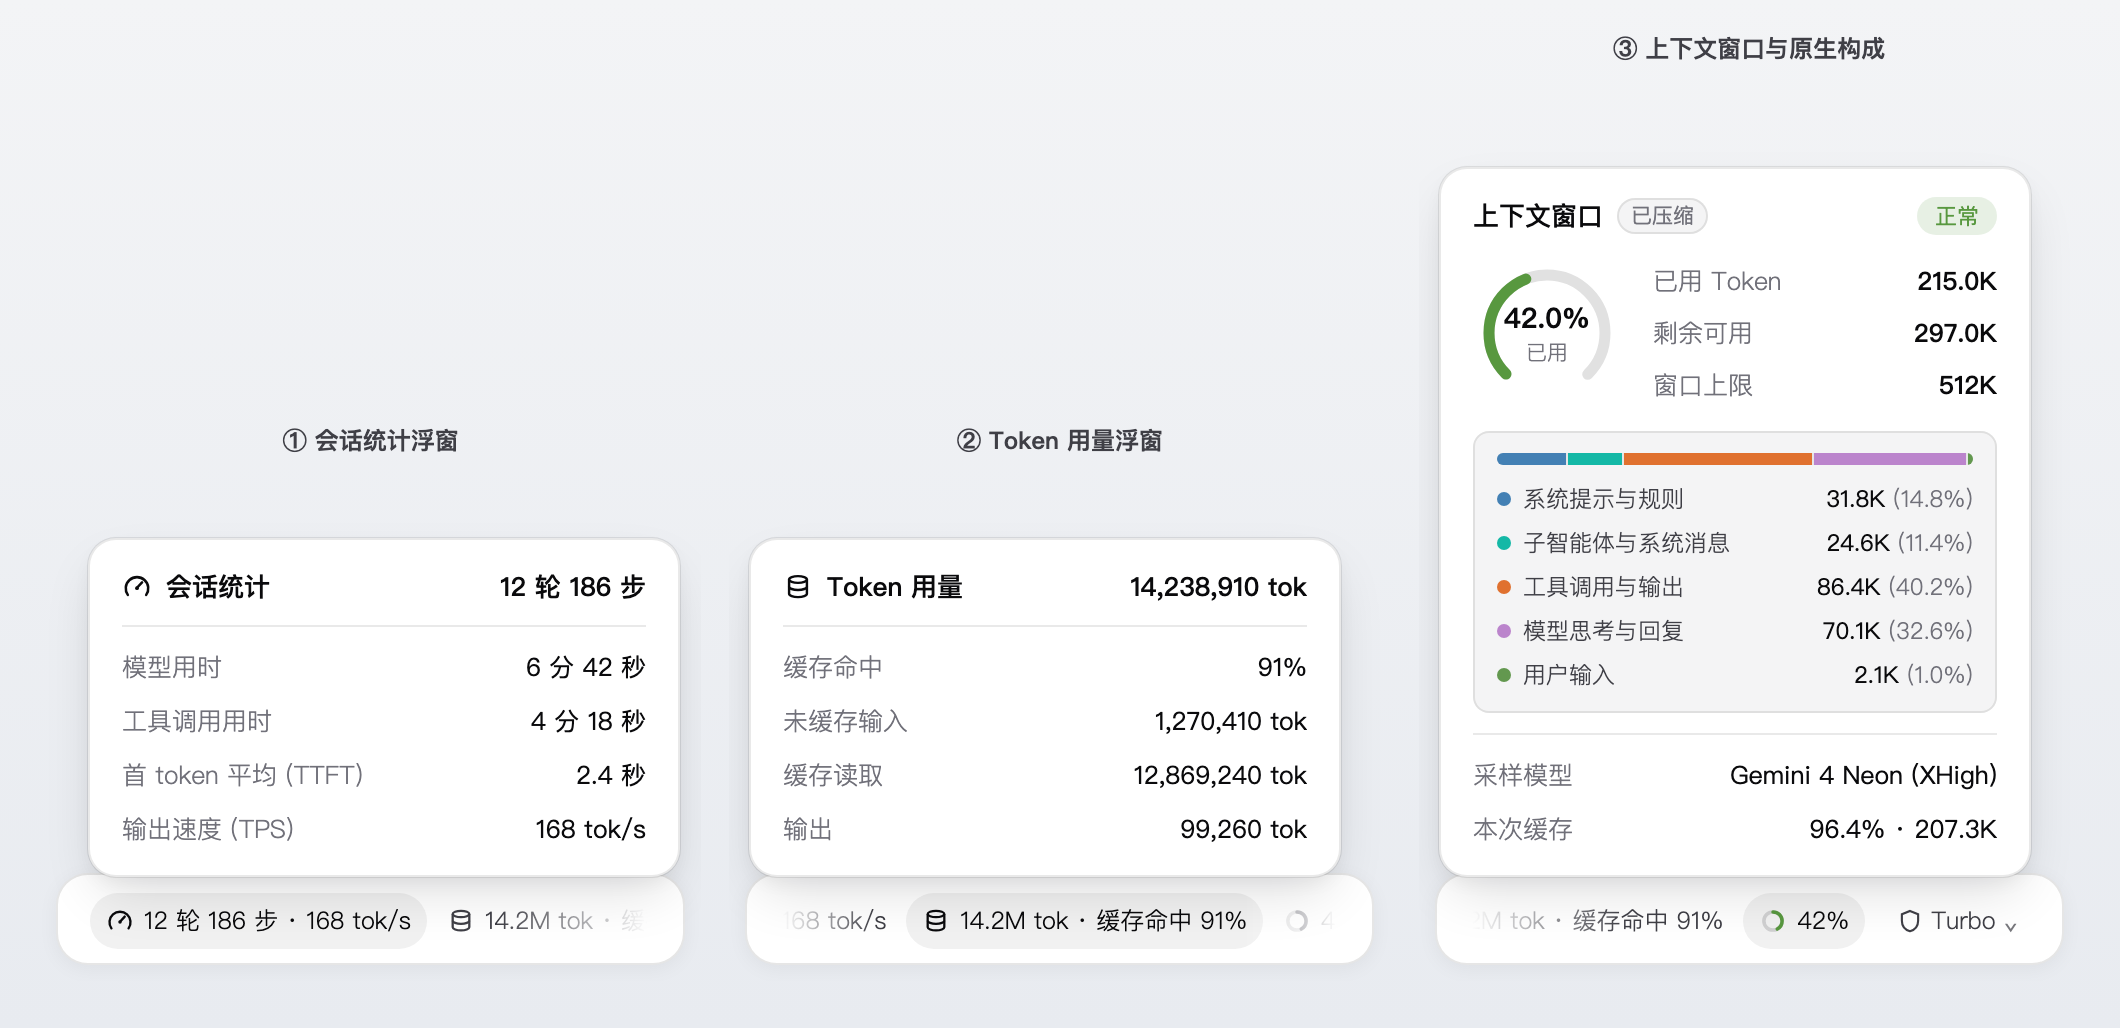 ① 会话统计浮窗
会话统计 12 轮 186 步
模型用时 6 分 42 秒
工具调用用时 4 分 18 秒
首 token 平均 (TTFT) 2.4 秒
输出速度 (TPS) 168 tok/s
12 轮 186 步 · 168 tok/s 14.2M tok · 缓
② Token 用量浮窗
Token 用量 14,238,910 tok
缓存命中 91%
未缓存输入 1,270,410 tok
缓存读取 12,869,240 tok
输出 99,260 tok
168 tok/s 14.2M tok · 缓存命中 91% 4
③ 上下文窗口与原生构成
上下文窗口 已压缩 正常
42.0%
已用
已用 Token 215.0K
剩余可用 297.0K
窗口上限 512K
系统提示与规则 31.8K (14.8%)
子智能体与系统消息 24.6K (11.4%)
工具调用与输出 86.4K (40.2%)
模型思考与回复 70.1K (32.6%)
用户输入 2.1K (1.0%)
采样模型 Gemini 4 Neon (XHigh)
本次缓存 96.4% · 207.3K
2M tok · 缓存命中 91% 42% Turbo